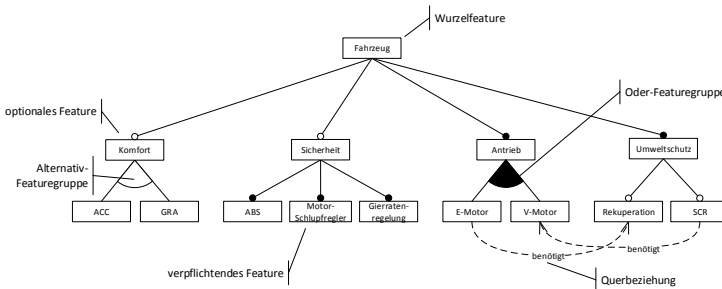 Wurzelfeature
Fahrzeug
Oder-Featuregruppe
optionales Feature
Komfort
Sicherheit
Antrieb
Umweltschutz
Alternativ-
Featuregruppe
ACC
GRA
ABS
Motor-
Schlupfregler
Gierraten-
regelung
E-Motor
V-Motor
Rekuperation
SCR
benötigt
benötigt
verpflichtendes Feature
Querbeziehung